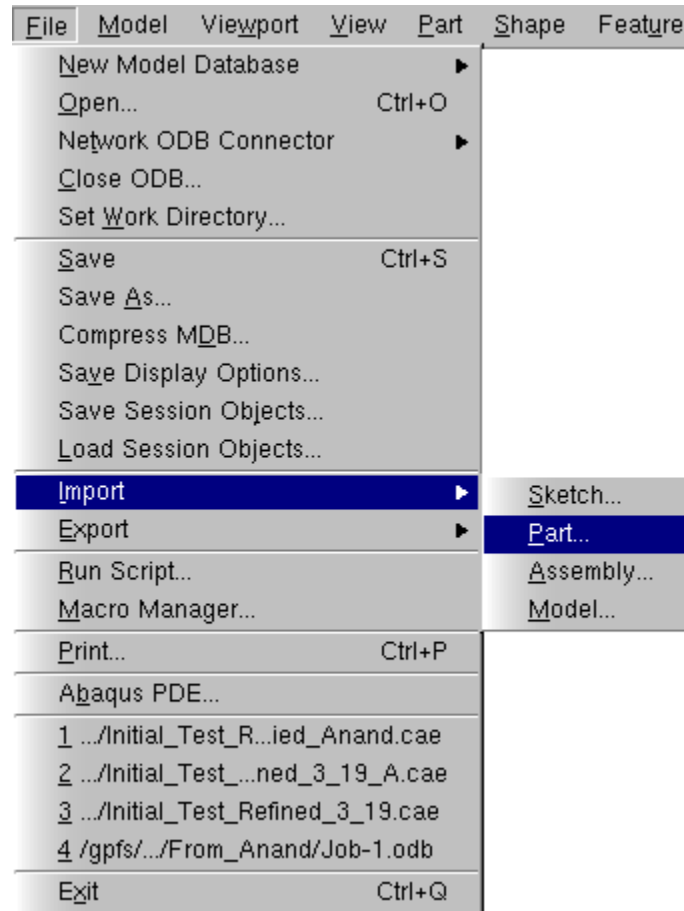 File Model Viewport View Part Shape Feature
New Model Database
Open... Ctrl+O
Network ODB Connector
Close ODB...
Set Work Directory...
Save Ctrl+S
Save As...
Compress MDB...
Save Display Options...
Save Session Objects...
Load Session Objects...
Import
Sketch...
Export
Part...
Run Script...
Assembly...
Macro Manager...
Model...
Print... Ctrl+P
Abaqus PDE...
1 .../Initial_Test_R...ied_Anand.cae
2 .../Initial_Test_...ned_3_19_A.cae
3 .../Initial_Test_Refined_3_19.cae
4 /gpfs/.../From_Anand/Job-1.odb
Exit Ctrl+Q